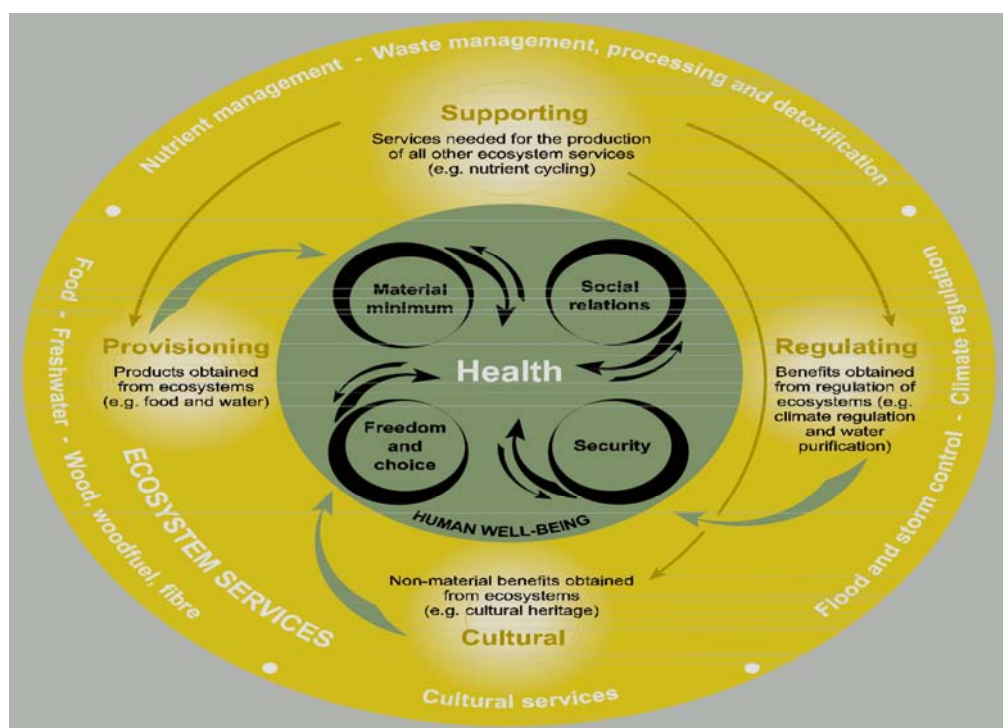 Nutrient management - Waste management, processing and detoxification
Supporting
Services needed for the production
of all other ecosystem services
(e.g. nutrient cycling)
Food - Freshwater - Wood, woodfuel, fibre
Flood and storm control - Climate regulation
Material
minimum
Social
relations
Provisioning
Products obtained
from ecosystems
(e.g. food and water)
Health
Regulating
Benefits obtained
from regulation of
ecosystems (e.g.
climate regulation
and water
purification)
Freedom
and
choice
Security
HUMAN WELL-BEING
ECOSYSTEM SERVICES
Non-material benefits obtained
from ecosystems
(e.g. cultural heritage)
Cultural
Cultural services